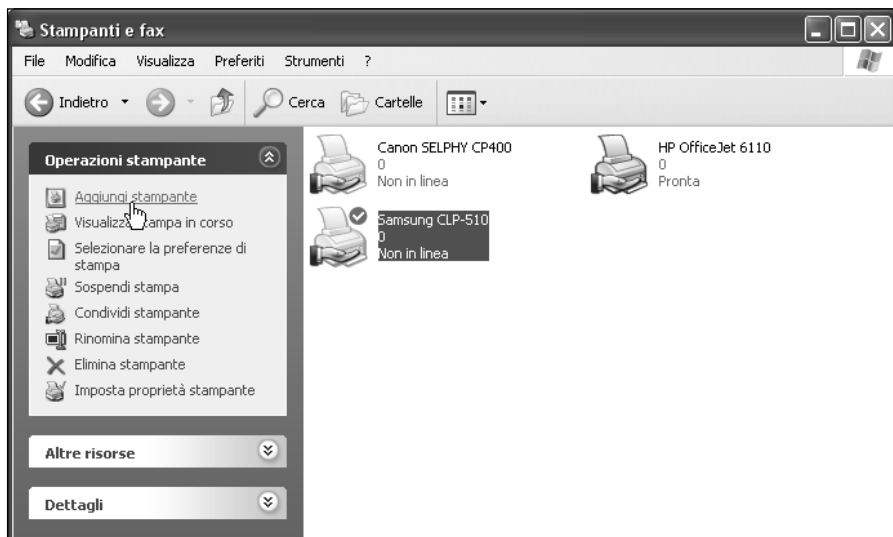 Stampanti e fax
File Modifica Visualizza Preferiti Strumenti ?
Indietro Cerca Cartelle
Operazioni stampante
Aggiungi stampante
Visualizza stampa in corso
Selezionare la preferenze di
stampa
Sospendi stampa
Condividi stampante
Rinomina stampante
Elimina stampante
Imposta proprietà stampante
Altre risorse
Dettagli
Canon SELPHY CP400
0
Non in linea
HP OfficeJet 6110
0
Pronta
Samsung CLP-510
0
Non in linea